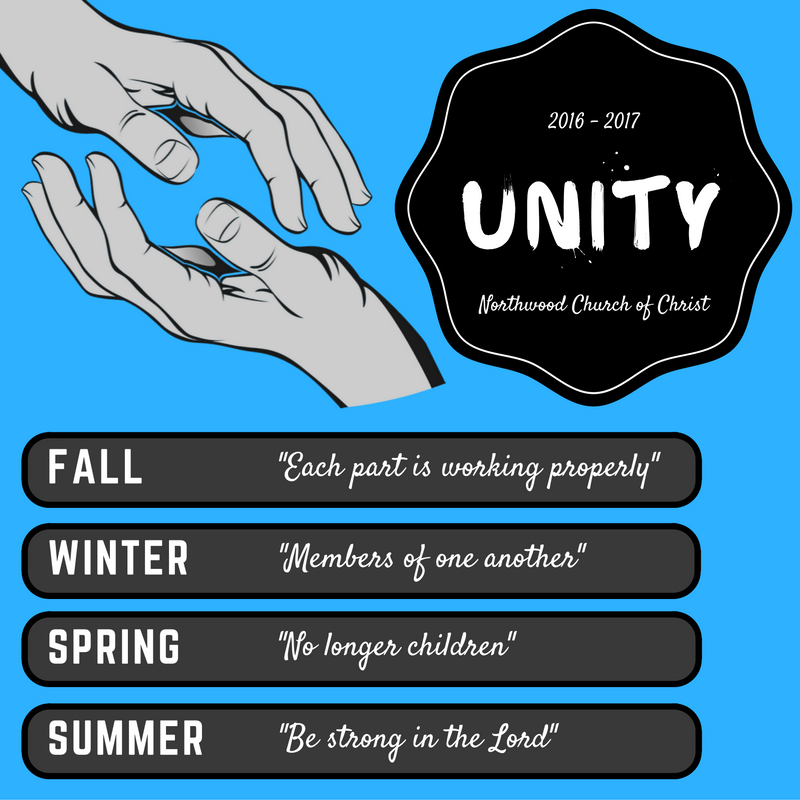 2016 - 2017
UNITY
Northwood Church of Christ
FALL "Each part is working properly"
WINTER "Members of one another"
SPRING "No longer children"
SUMMER "Be strong in the Lord"